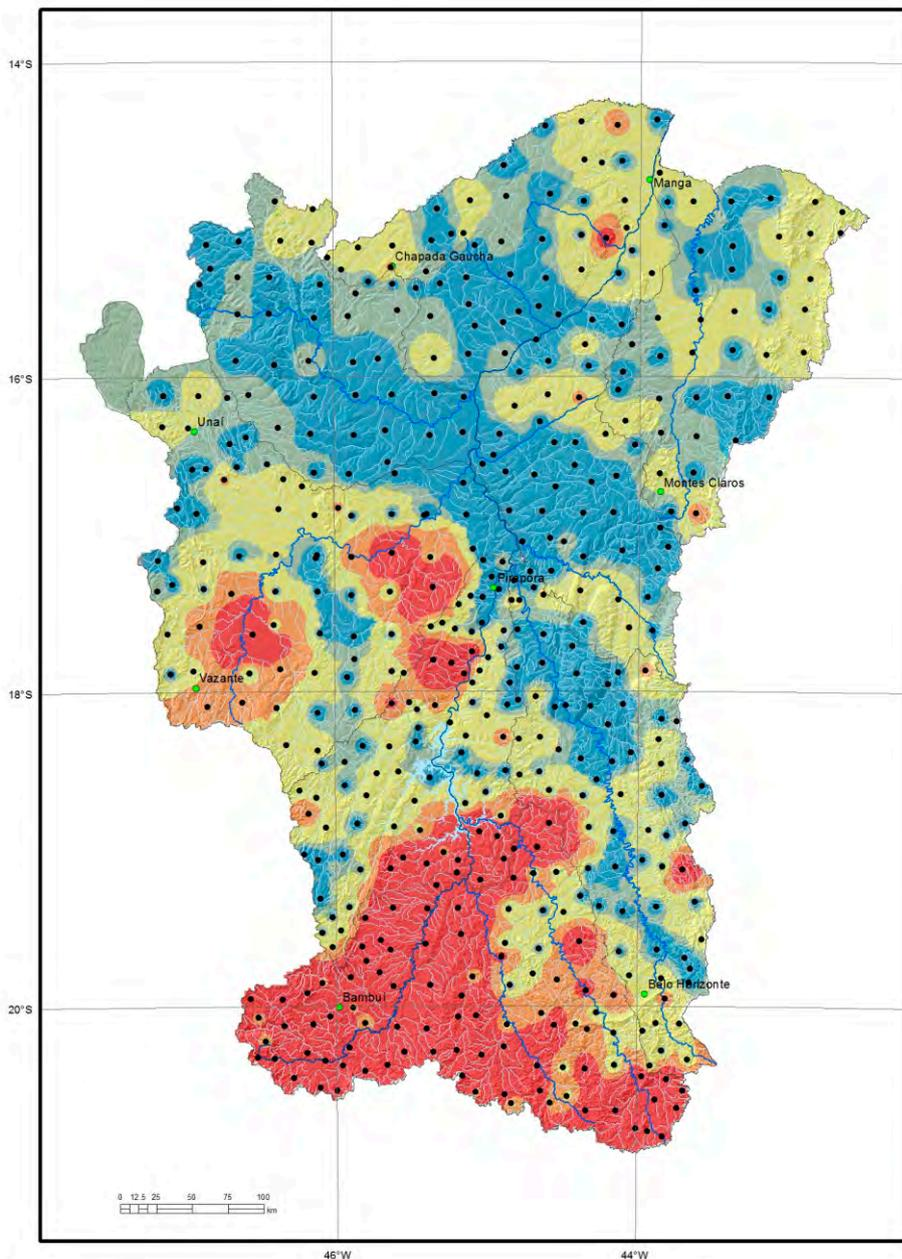 14°S
Manga
Chapada Gaucha
16°S
Unaí
Montes Claros
Pirapora
18°S
Vazante
Belo Horizonte
20°S
Bambuí
0 12.5 25 50 75 100
km
46°W 44°W